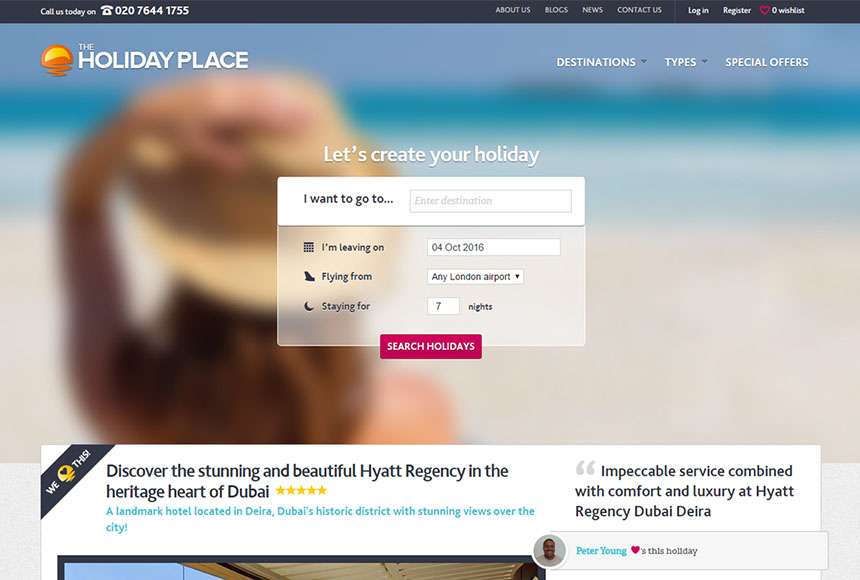 Call us today on 020 7644 1755
ABOUT US BLOGS NEWS CONTACT US Log in Register 0 wishlist
THE
HOLIDAY PLACE
DESTINATIONS TYPES SPECIAL OFFERS
Let's create your holiday
I want to go to... Enter destination
I'm leaving on 04 Oct 2016
Flying from Any London airport
Staying for 7 nights
SEARCH HOLIDAYS
WE THIS!
Discover the stunning and beautiful Hyatt Regency in the
heritage heart of Dubai
A landmark hotel located in Deira, Dubai's historic district with stunning views over the
city!
“ Impeccable service combined
with comfort and luxury at Hyatt
Regency Dubai Deira
Peter Young 's this holiday